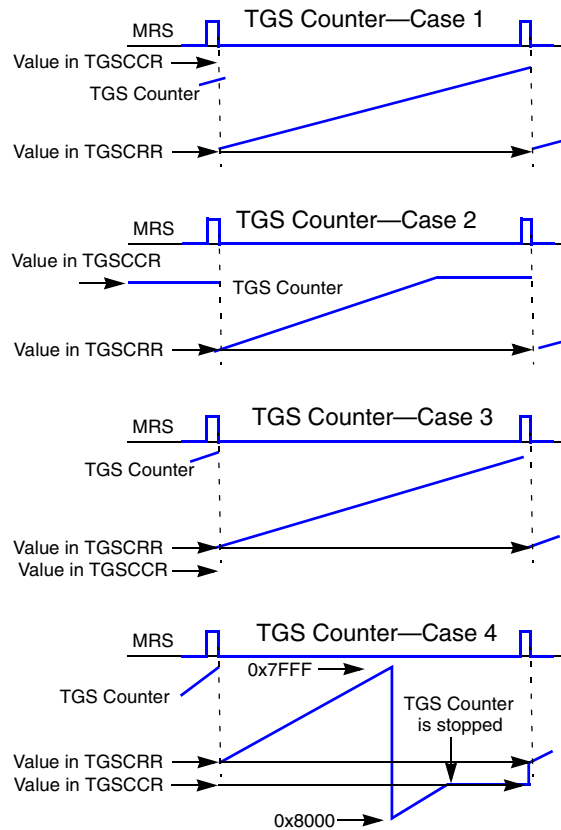 TGS Counter—Case 1
MRS
Value in TGSCCR
TGS Counter
Value in TGSCRR
TGS Counter—Case 2
MRS
Value in TGSCCR
TGS Counter
Value in TGSCRR
TGS Counter—Case 3
MRS
TGS Counter
Value in TGSCRR
Value in TGSCCR
TGS Counter—Case 4
MRS
0x7FFF
TGS Counter
TGS Counter
is stopped
Value in TGSCRR
Value in TGSCCR
0x8000